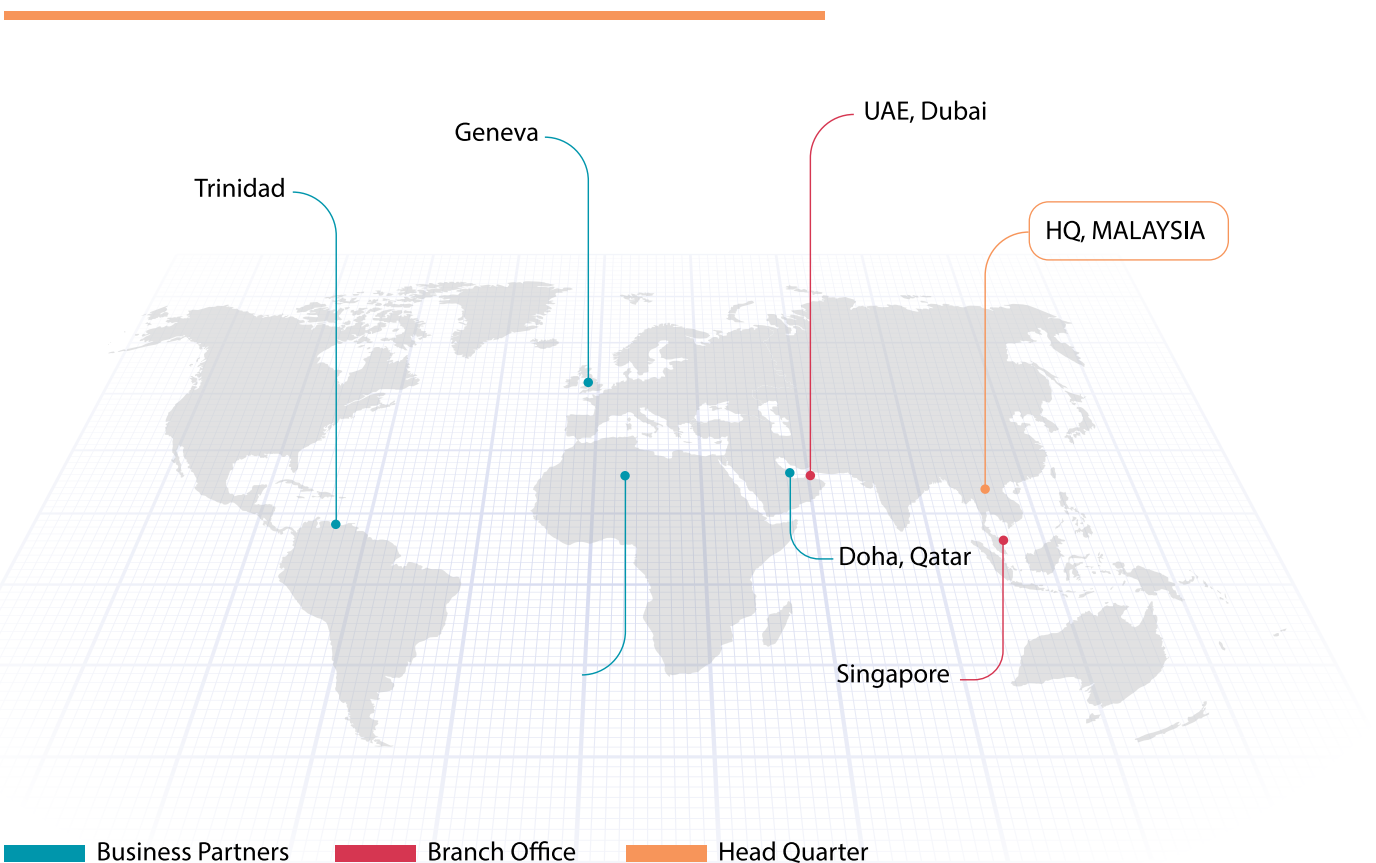 UAE, Dubai
Geneva
Trinidad
HQ, MALAYSIA
Doha, Qatar
Singapore
Business Partners
Branch Office
Head Quarter